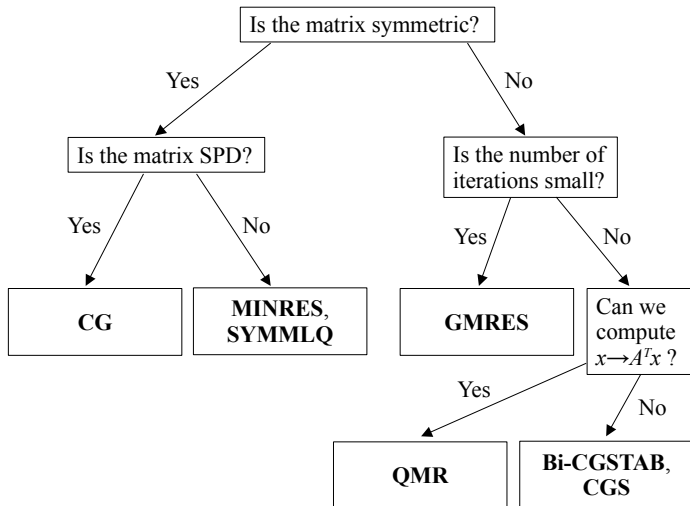 Is the matrix symmetric?
Yes
No
Is the matrix SPD?
Is the number of
iterations small?
Yes
No
Yes
No
CG
MINRES,
SYMMLQ
GMRES
Can we
compute
x→Aᵀx ?
Yes
No
QMR
Bi-CGSTAB,
CGS